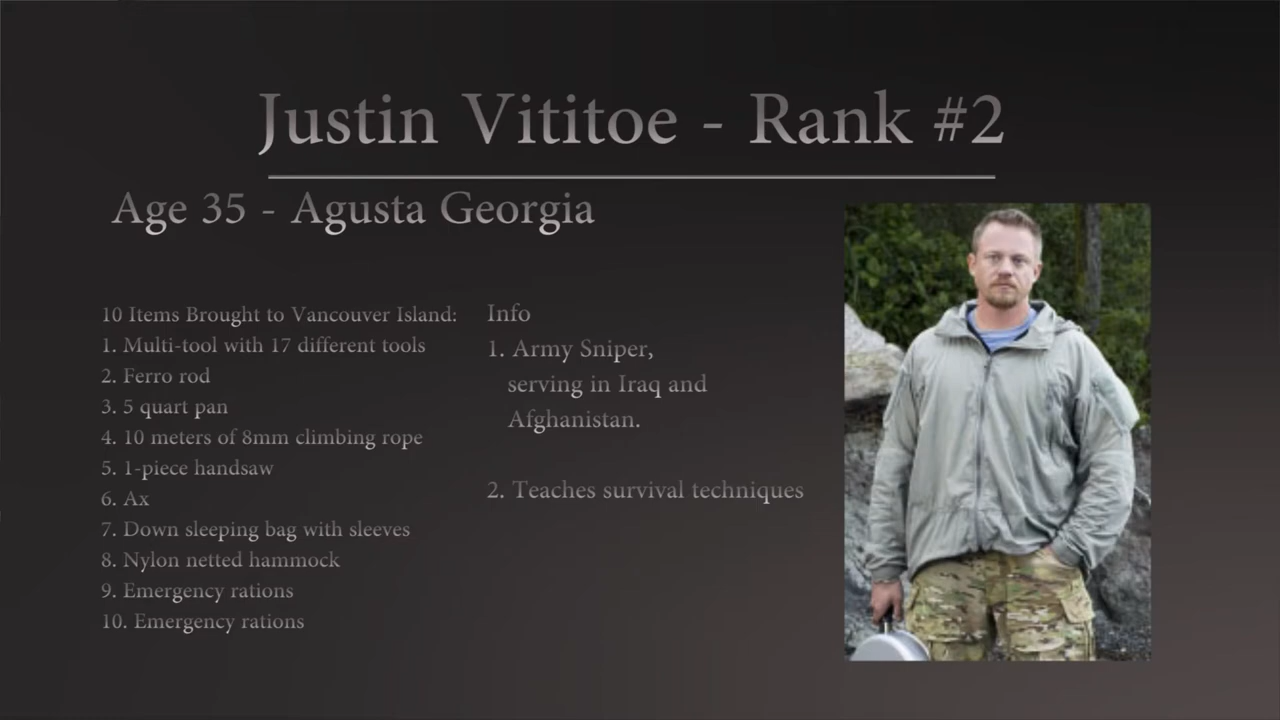 Justin Vititoe - Rank #2
Age 35 - Agusta Georgia
10 Items Brought to Vancouver Island:
1. Multi-tool with 17 different tools
2. Ferro rod
3. 5 quart pan
4. 10 meters of 8mm climbing rope
5. 1-piece handsaw
6. Ax
7. Down sleeping bag with sleeves
8. Nylon netted hammock
9. Emergency rations
10. Emergency rations
Info
1. Army Sniper,
serving in Iraq and
Afghanistan.
2. Teaches survival techniques